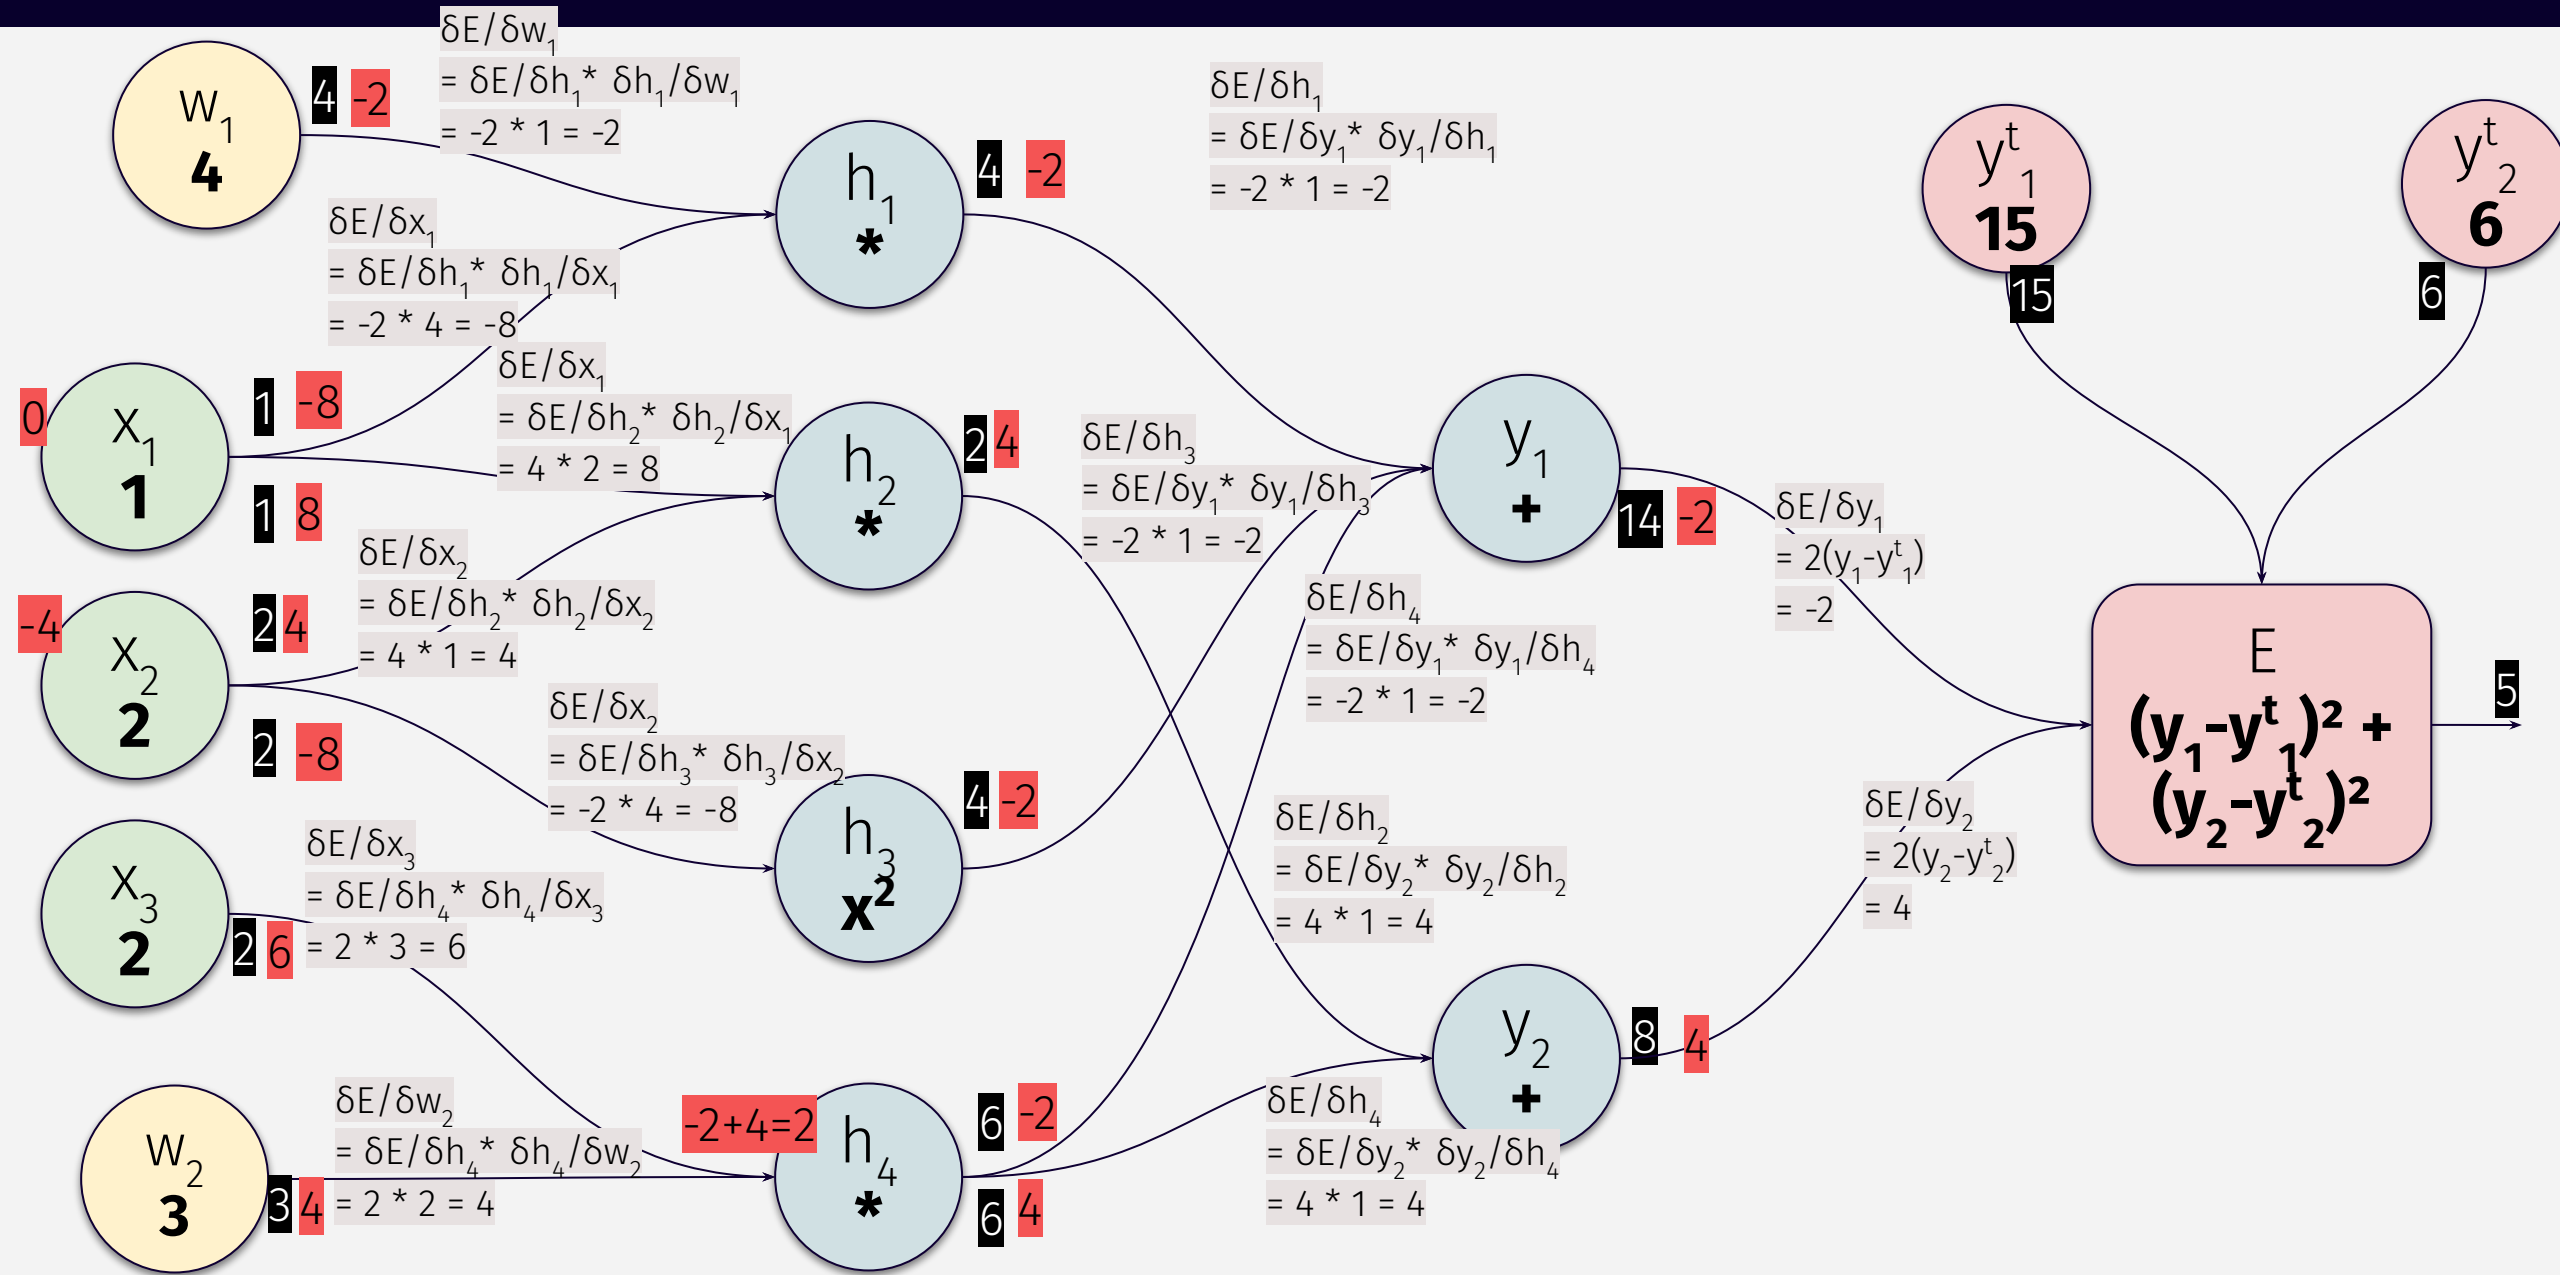 δE/δw₁
= δE/δh₁* δh₁/δw₁
= -2 * 1 = -2
w₁
4
4 -2
δE/δh₁
= δE/δy₁* δy₁/δh₁
= -2 * 1 = -2
h₁
*
4 -2
yᵗ₁
15
15
yᵗ₂
6
6
δE/δx₁
= δE/δh₁* δh₁/δx₁
= -2 * 4 = -8
0
x₁
1
1 -8
1 8
δE/δx₁
= δE/δh₂* δh₂/δx₁
= 4 * 2 = 8
h₂
*
2 4
δE/δh₃
= δE/δy₁* δy₁/δh₃
= -2 * 1 = -2
y₁
+
14 -2
δE/δy₁
= 2(y₁-yᵗ₁)
= -2
δE/δx₂
= δE/δh₂* δh₂/δx₂
= 4 * 1 = 4
-4
x₂
2
2 4
2 -8
δE/δh₄
= δE/δy₁* δy₁/δh₄
= -2 * 1 = -2
E
(y₁-yᵗ₁)² +
(y₂-yᵗ₂)²
5
δE/δx₂
= δE/δh₃* δh₃/δx₂
= -2 * 4 = -8
h₃
x²
4 -2
δE/δh₂
= δE/δy₂* δy₂/δh₂
= 4 * 1 = 4
δE/δy₂
= 2(y₂-yᵗ₂)
= 4
x₃
2
2 6
δE/δx₃
= δE/δh₄* δh₄/δx₃
= 2 * 3 = 6
y₂
+
8 4
w₂
3
3 4
δE/δw₂
= δE/δh₄* δh₄/δw₂
= 2 * 2 = 4
-2+4=2
h₄
*
6 -2
6 4
δE/δh₄
= δE/δy₂* δy₂/δh₄
= 4 * 1 = 4